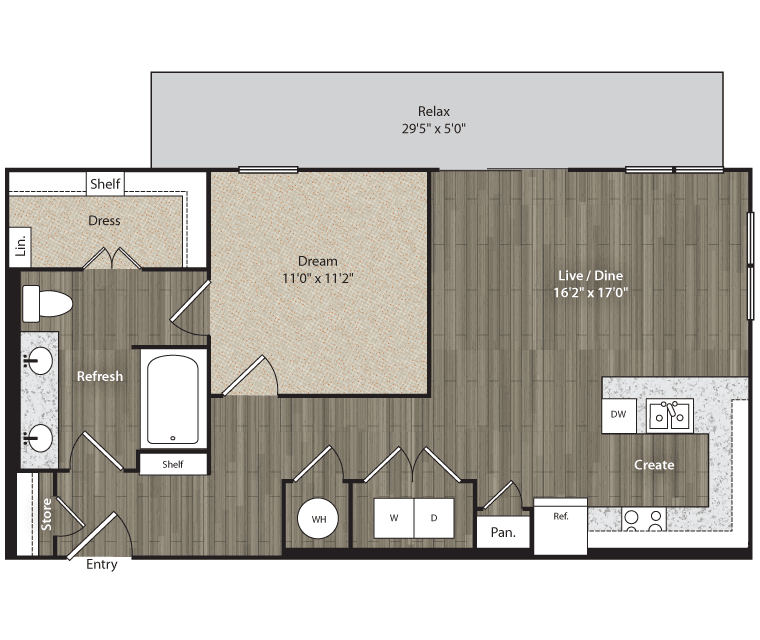 Relax
29'5" x 5'0"
Shelf
Dress
Lin.
Dream
11'0" x 11'2"
Live / Dine
16'2" x 17'0"
Refresh
DW
Create
Shelf
Store
WH
W
D
Pan.
Ref.
Entry